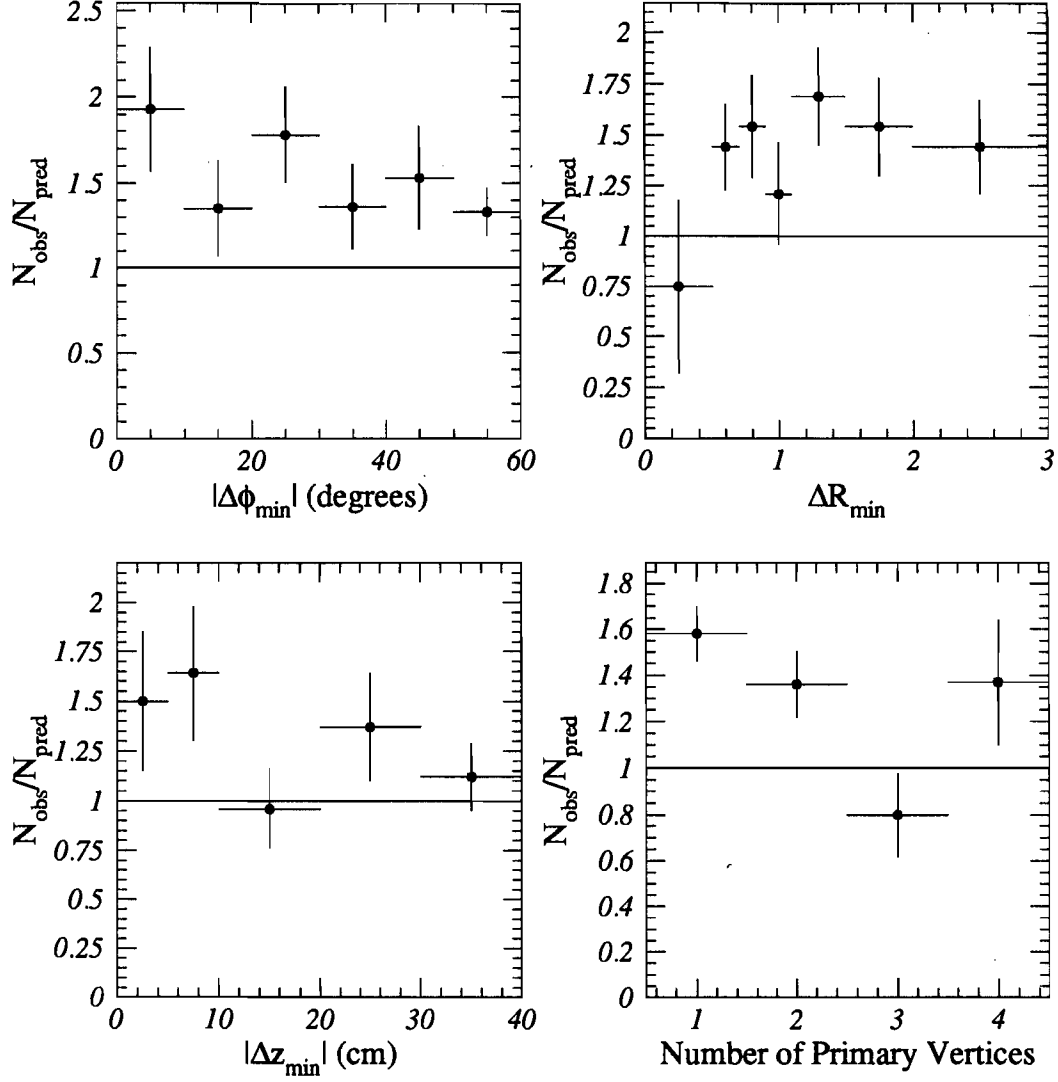 2.5
2
1.5
1
0.5
0
0 20 40 60
N_obs/N_pred
|Δϕ_min| (degrees)
2
1.75
1.5
1.25
1
0.75
0.5
0.25
0
0 1 2 3
N_obs/N_pred
ΔR_min
2
1.75
1.5
1.25
1
0.75
0.5
0.25
0
0 10 20 30 40
N_obs/N_pred
|Δz_min| (cm)
1.8
1.6
1.4
1.2
1
0.8
0.6
0.4
0.2
0
1 2 3 4
N_obs/N_pred
Number of Primary Vertices